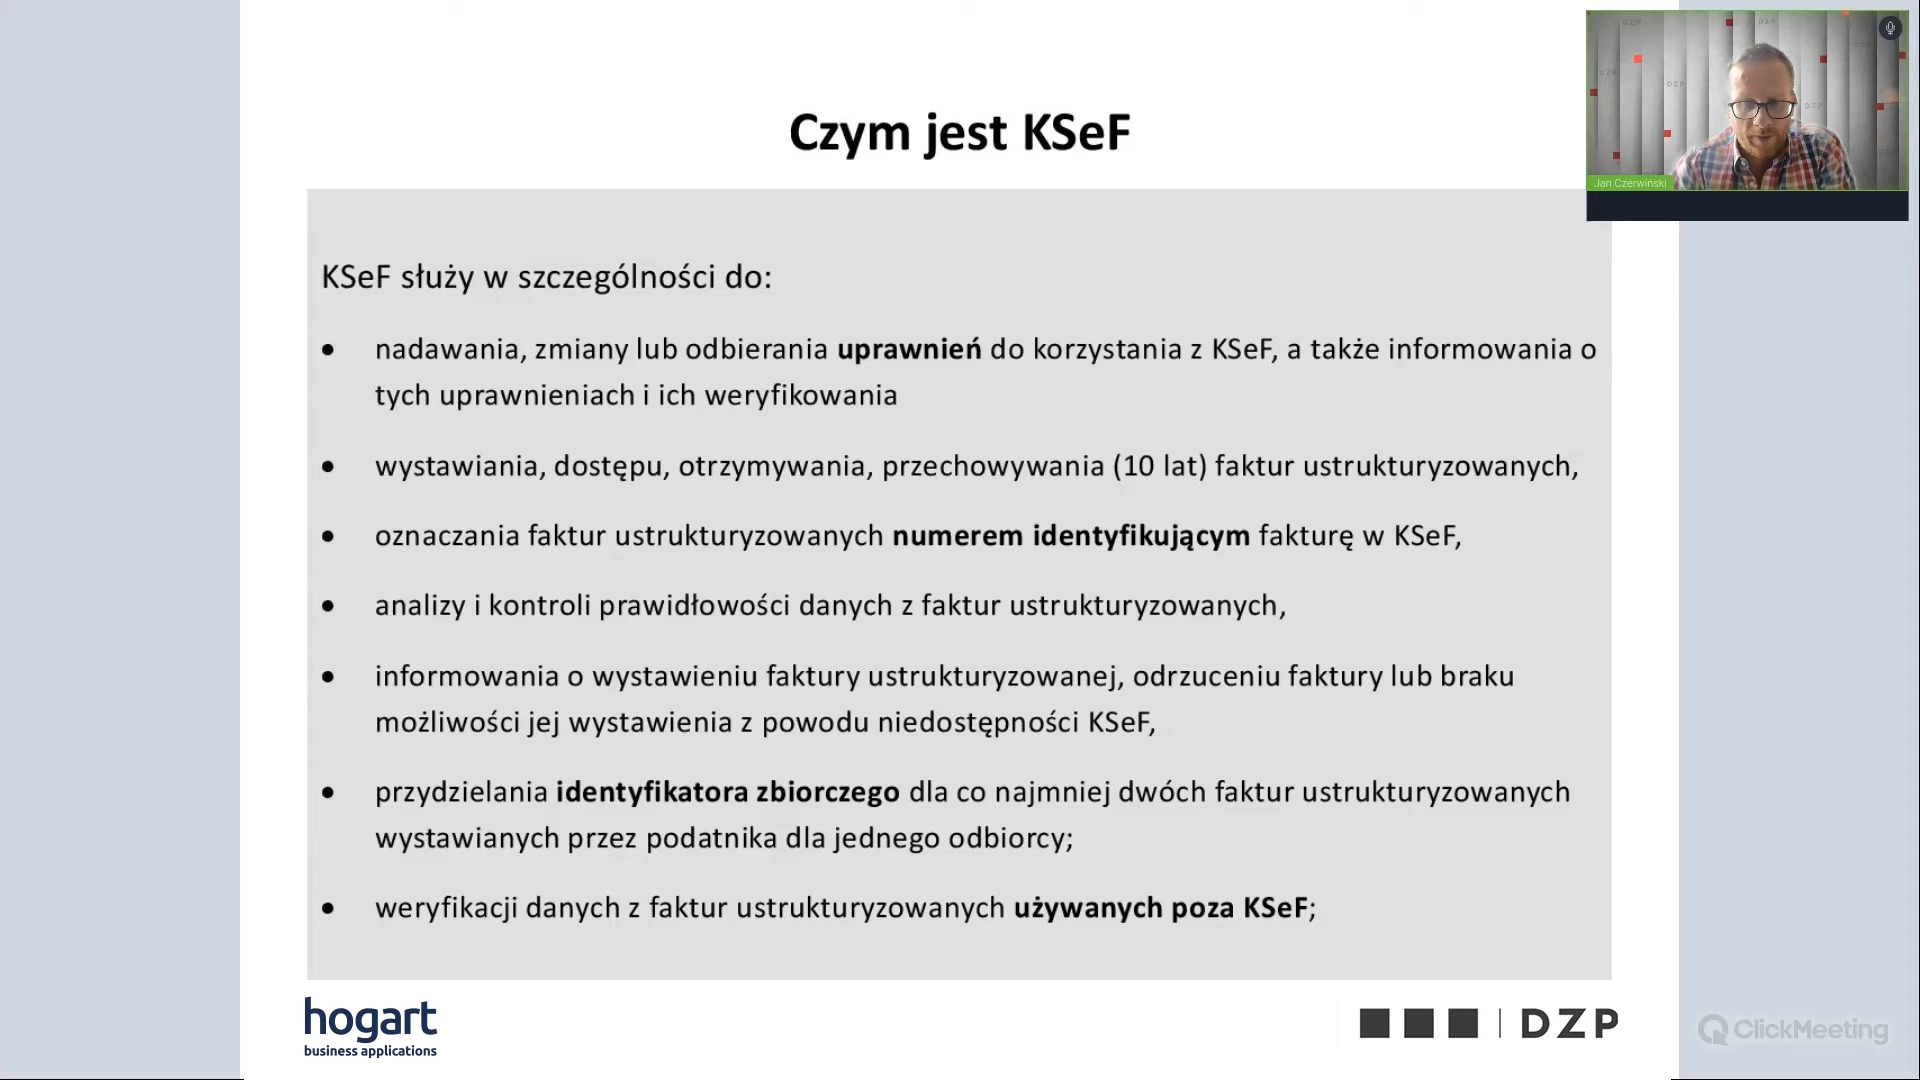 Czym jest KSeF
Jan Czerwiński
KSeF służy w szczególności do:
• nadawania, zmiany lub odbierania uprawnień do korzystania z KSeF, a także informowania o
tych uprawnieniach i ich weryfikowania
• wystawiania, dostępu, otrzymywania, przechowywania (10 lat) faktur ustrukturyzowanych,
• oznaczania faktur ustrukturyzowanych numerem identyfikującym fakturę w KSeF,
• analizy i kontroli prawidłowości danych z faktur ustrukturyzowanych,
• informowania o wystawieniu faktury ustrukturyzowanej, odrzuceniu faktury lub braku
możliwości jej wystawienia z powodu niedostępności KSeF,
• przydzielania identyfikatora zbiorczego dla co najmniej dwóch faktur ustrukturyzowanych
wystawianych przez podatnika dla jednego odbiorcy;
• weryfikacji danych z faktur ustrukturyzowanych używanych poza KSeF;
hogart
business applications
DZP
ClickMeeting